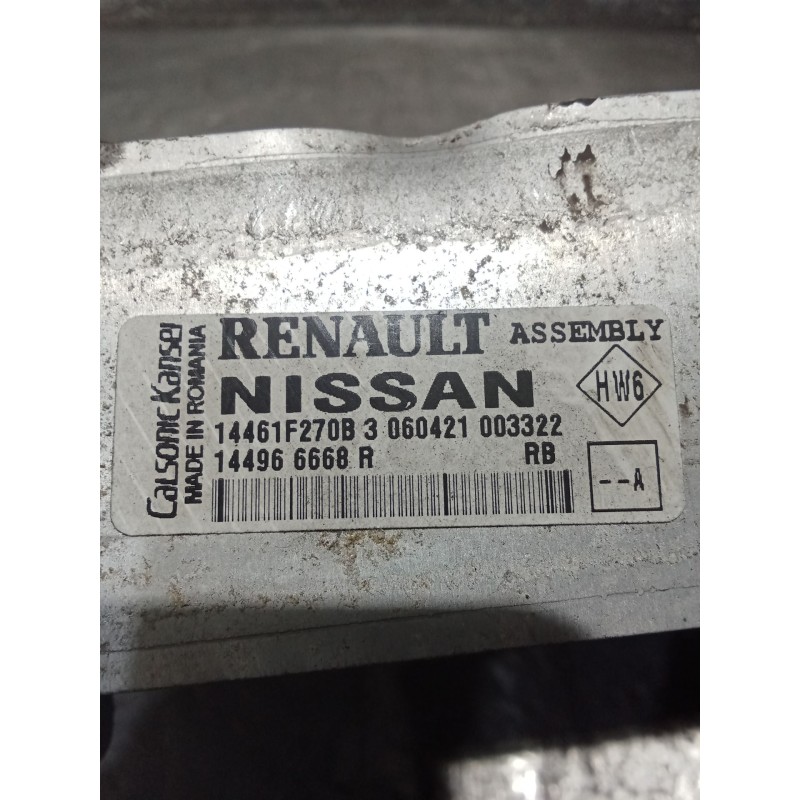 Calsonic Kansei
MADE IN ROMANIA
RENAULT ASSEMBLY
NISSAN
HW6
14461F270B 3 060421 003322
14496 6668 R RB
--A